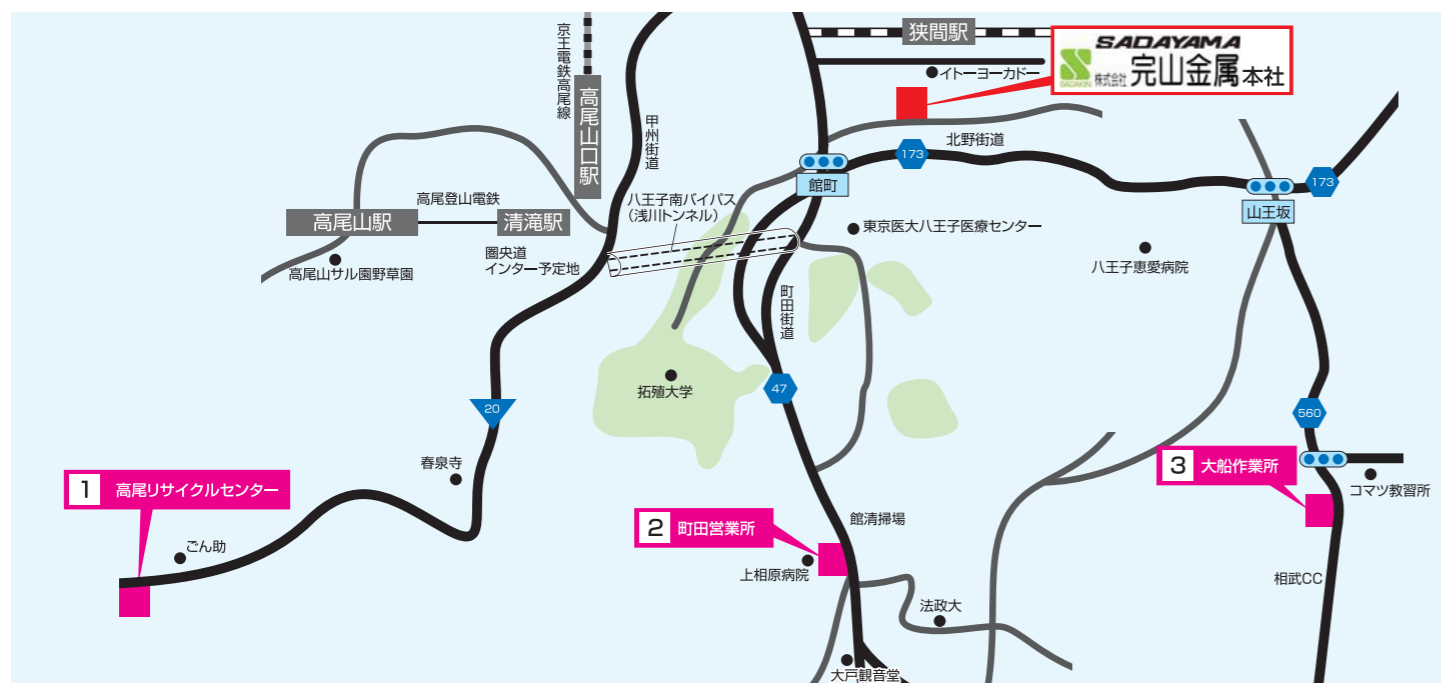 狭間駅
SADAYAMA
SADAKIN
株式会社 完山金属 本社
イトーヨーカドー
京王電鉄高尾線
高尾山口駅
甲州街道
北野街道
173
館町
173
山王坂
高尾登山電鉄
高尾山駅
清滝駅
八王子南バイパス
(浅川トンネル)
東京医大八王子医療センター
圏央道
インター予定地
高尾山サル園野草園
八王子恵愛病院
町田街道
拓殖大学
47
20
560
春泉寺
1 高尾リサイクルセンター
3 大船作業所
コマツ教習所
2 町田営業所
館清掃場
ごん助
上相原病院
相武CC
法政大
大戸観音堂